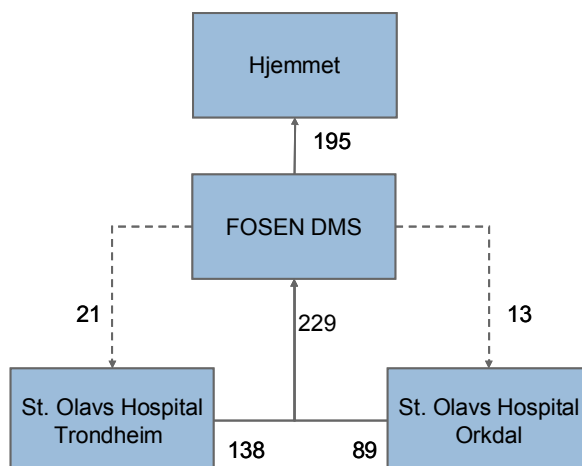 Hjemmet
195
FOSEN DMS
21
229
13
St. Olavs Hospital
Trondheim
St. Olavs Hospital
Orkdal
138
89